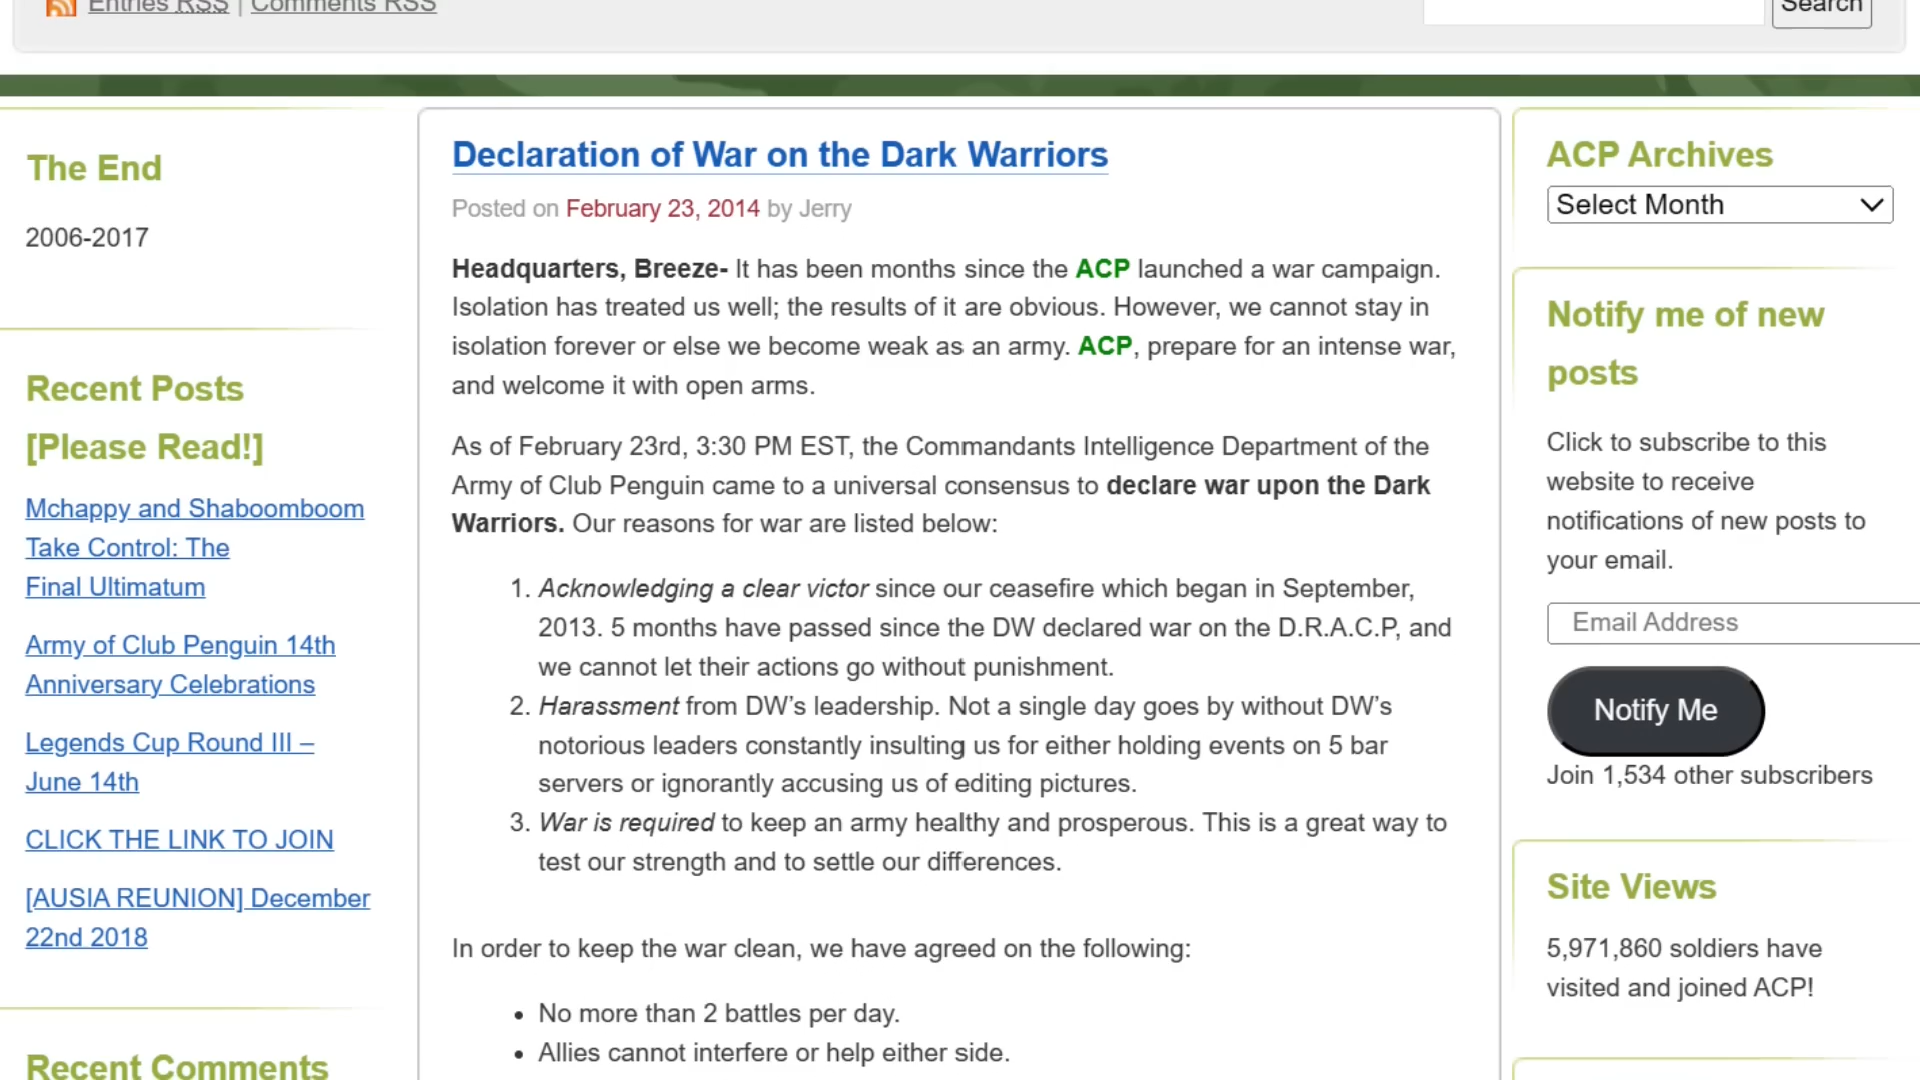 Entries RSS | Comments RSS
Search
The End
2006-2017
Recent Posts
[Please Read!]
Mchappy and Shaboomboom
Take Control: The
Final Ultimatum
Army of Club Penguin 14th
Anniversary Celebrations
Legends Cup Round III –
June 14th
CLICK THE LINK TO JOIN
[AUSIA REUNION] December
22nd 2018
Recent Comments
Declaration of War on the Dark Warriors
Posted on February 23, 2014 by Jerry
Headquarters, Breeze- It has been months since the ACP launched a war campaign.
Isolation has treated us well; the results of it are obvious. However, we cannot stay in
isolation forever or else we become weak as an army. ACP, prepare for an intense war,
and welcome it with open arms.
As of February 23rd, 3:30 PM EST, the Commandants Intelligence Department of the
Army of Club Penguin came to a universal consensus to declare war upon the Dark
Warriors. Our reasons for war are listed below:
1. Acknowledging a clear victor since our ceasefire which began in September,
2013. 5 months have passed since the DW declared war on the D.R.A.C.P, and
we cannot let their actions go without punishment.
2. Harassment from DW’s leadership. Not a single day goes by without DW’s
notorious leaders constantly insulting us for either holding events on 5 bar
servers or ignorantly accusing us of editing pictures.
3. War is required to keep an army healthy and prosperous. This is a great way to
test our strength and to settle our differences.
In order to keep the war clean, we have agreed on the following:
• No more than 2 battles per day.
• Allies cannot interfere or help either side.
ACP Archives
Select Month
Notify me of new
posts
Click to subscribe to this
website to receive
notifications of new posts to
your email.
Email Address
Notify Me
Join 1,534 other subscribers
Site Views
5,971,860 soldiers have
visited and joined ACP!